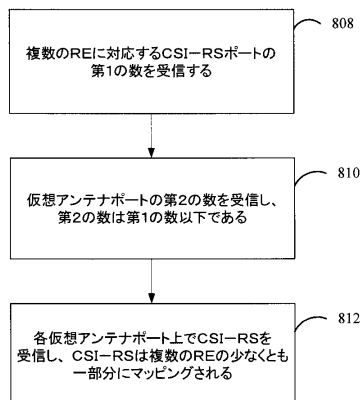 808
複数のREに対応するCSI-RSポートの
第1の数を受信する
810
仮想アンテナポートの第2の数を受信し、
第2の数は第1の数以下である
812
各仮想アンテナポート上でCSI-RSを
受信し、CSI-RSは複数のREの少なくとも
一部分にマッピングされる